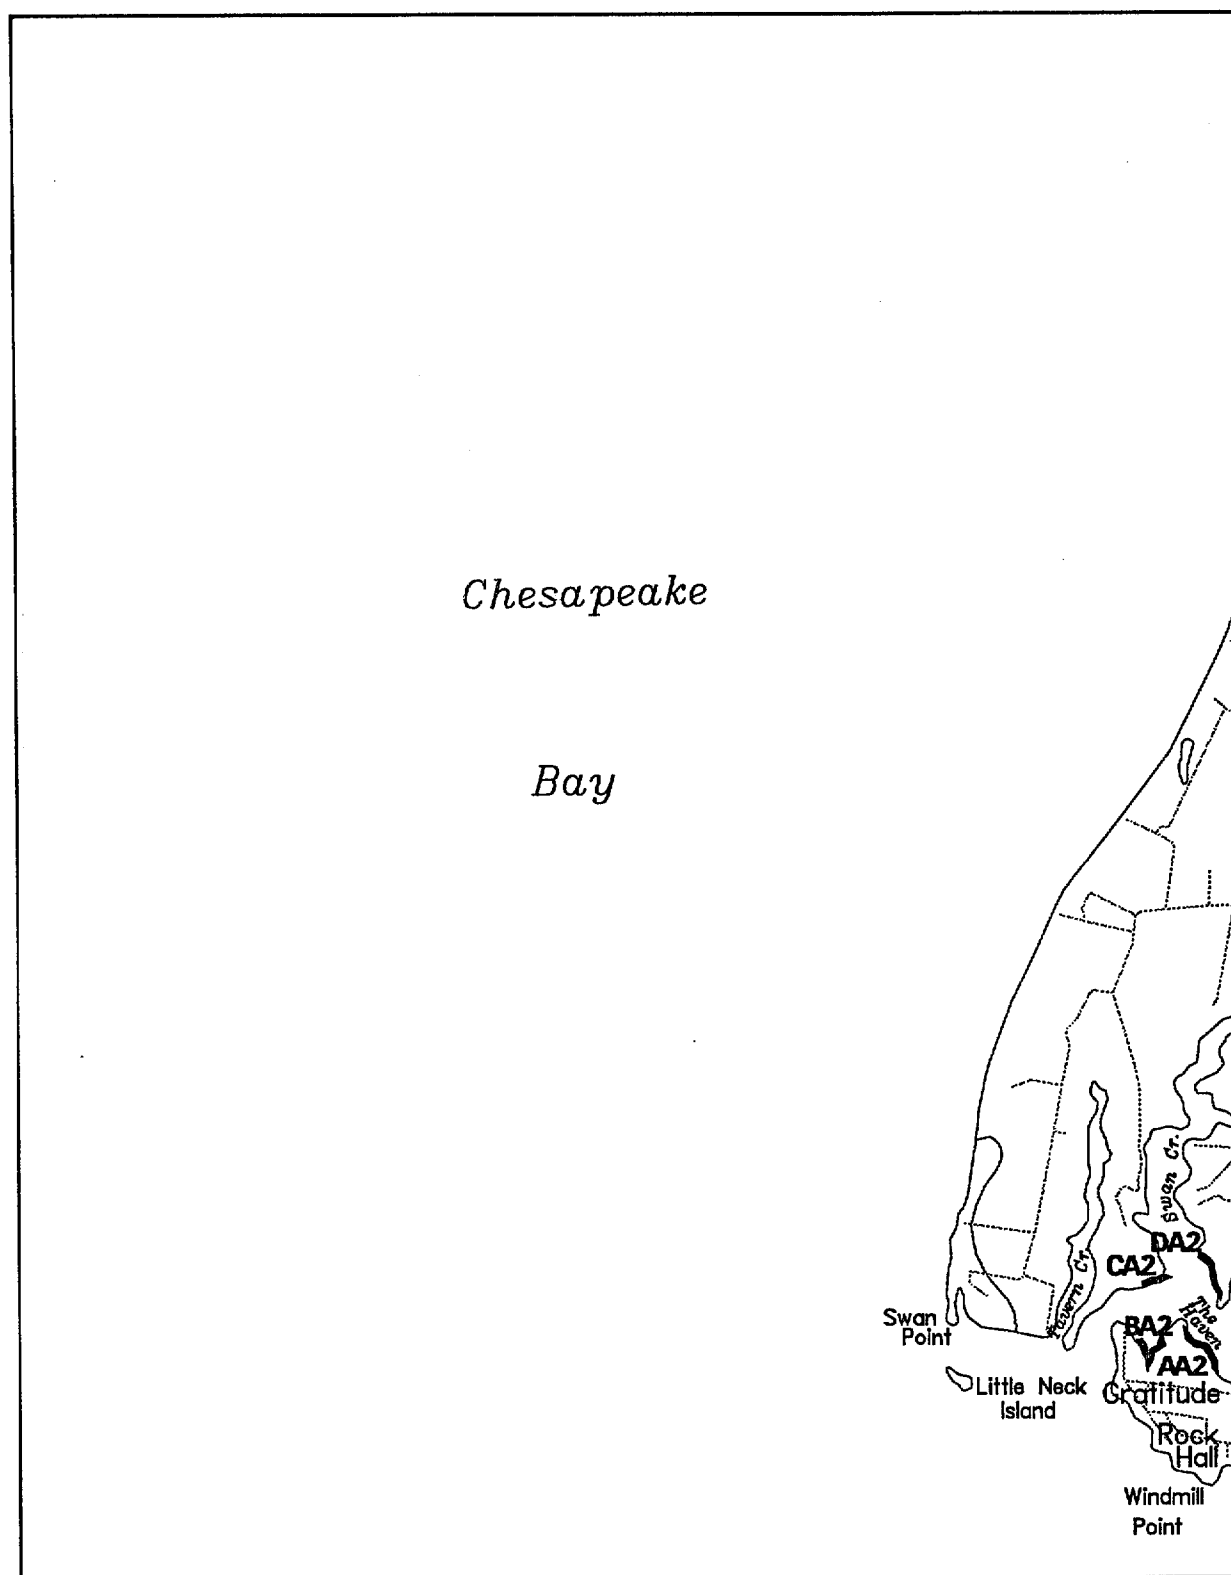 Chesapeake
Bay
Swan Cr.
DA2
CA2
Tavern Cr.
The
Haven
Swan
Point
BA2
AA2
Little Neck
Island
Gratitude
Rock
Hall
Windmill
Point